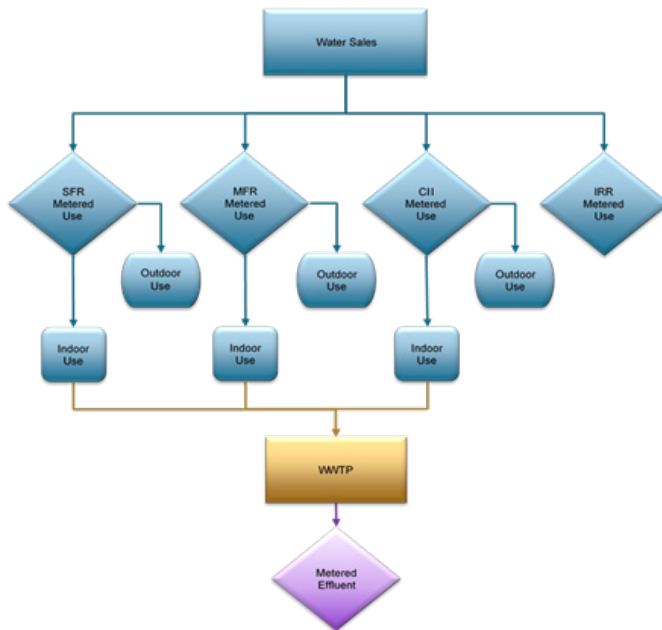 Water Sales
SFR
Metered
Use
MFR
Metered
Use
CII
Metered
Use
IRR
Metered
Use
Outdoor
Use
Outdoor
Use
Outdoor
Use
Indoor
Use
Indoor
Use
Indoor
Use
WWTP
Metered
Effluent